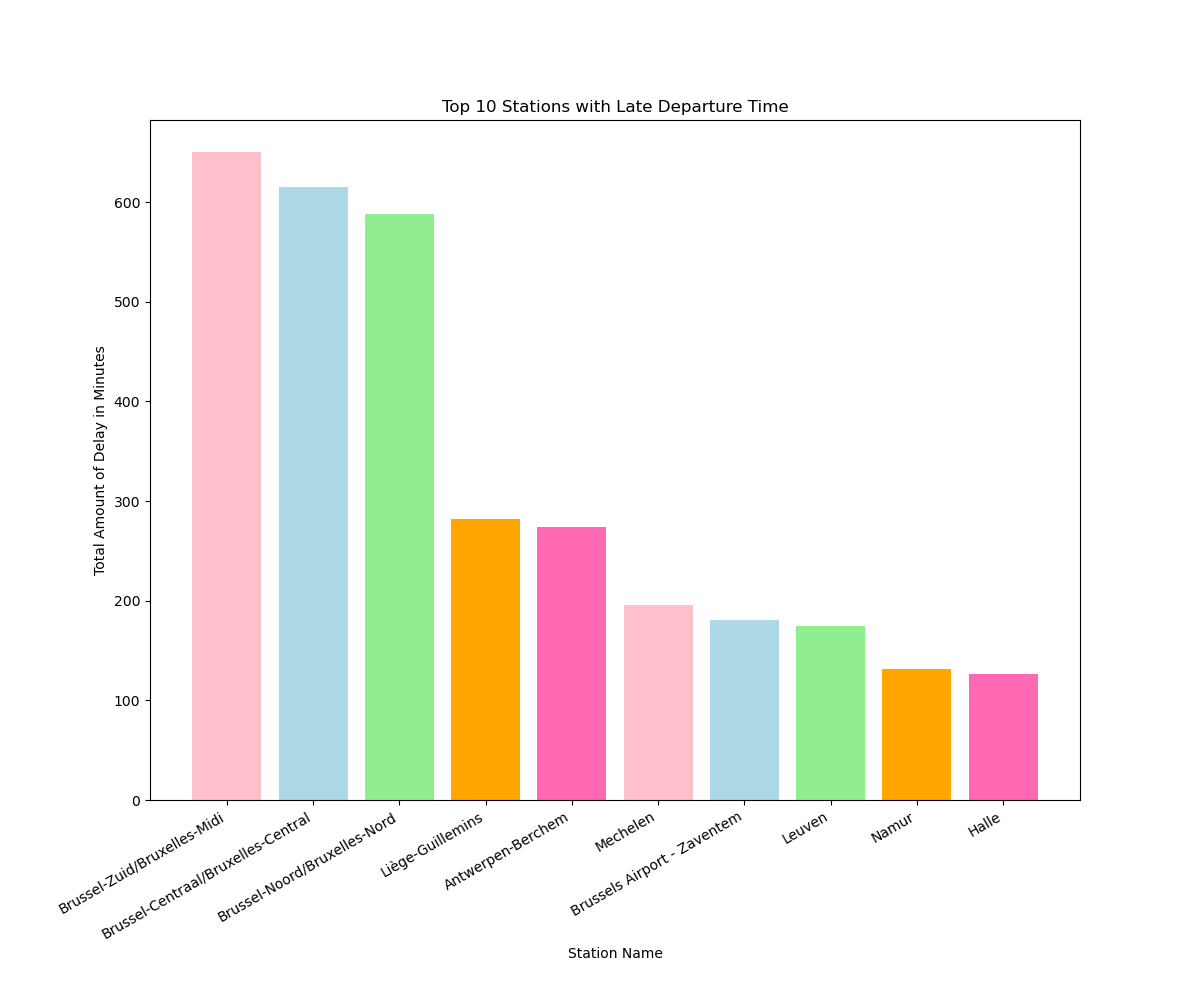 Top 10 Stations with Late Departure Time
Total Amount of Delay in Minutes
600
500
400
300
200
100
0
Brussel-Zuid/Bruxelles-Midi
Brussel-Centraal/Bruxelles-Central
Brussel-Noord/Bruxelles-Nord
Liège-Guillemins
Antwerpen-Berchem
Mechelen
Brussels Airport - Zaventem
Leuven
Namur
Halle
Station Name